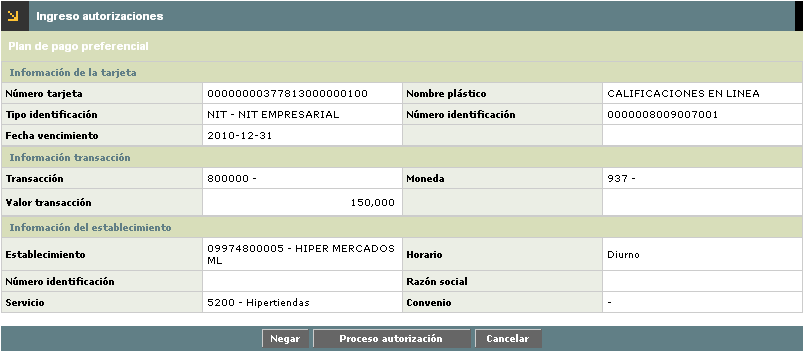 Ingreso autorizaciones
Plan de pago preferencial
Información de la tarjeta
Número tarjeta 00000000377813000000100 Nombre plástico CALIFICACIONES EN LINEA
Tipo identificación NIT - NIT EMPRESARIAL Número identificación 0000008009007001
Fecha vencimiento 2010-12-31
Información transacción
Transacción 800000 - Moneda 937 -
Valor transacción 150,000
Información del establecimiento
Establecimiento 09974800005 - HIPER MERCADOS
ML Horario Diurno
Número identificación Razón social
Servicio 5200 - Hipertiendas Convenio -
Negar Proceso autorización Cancelar